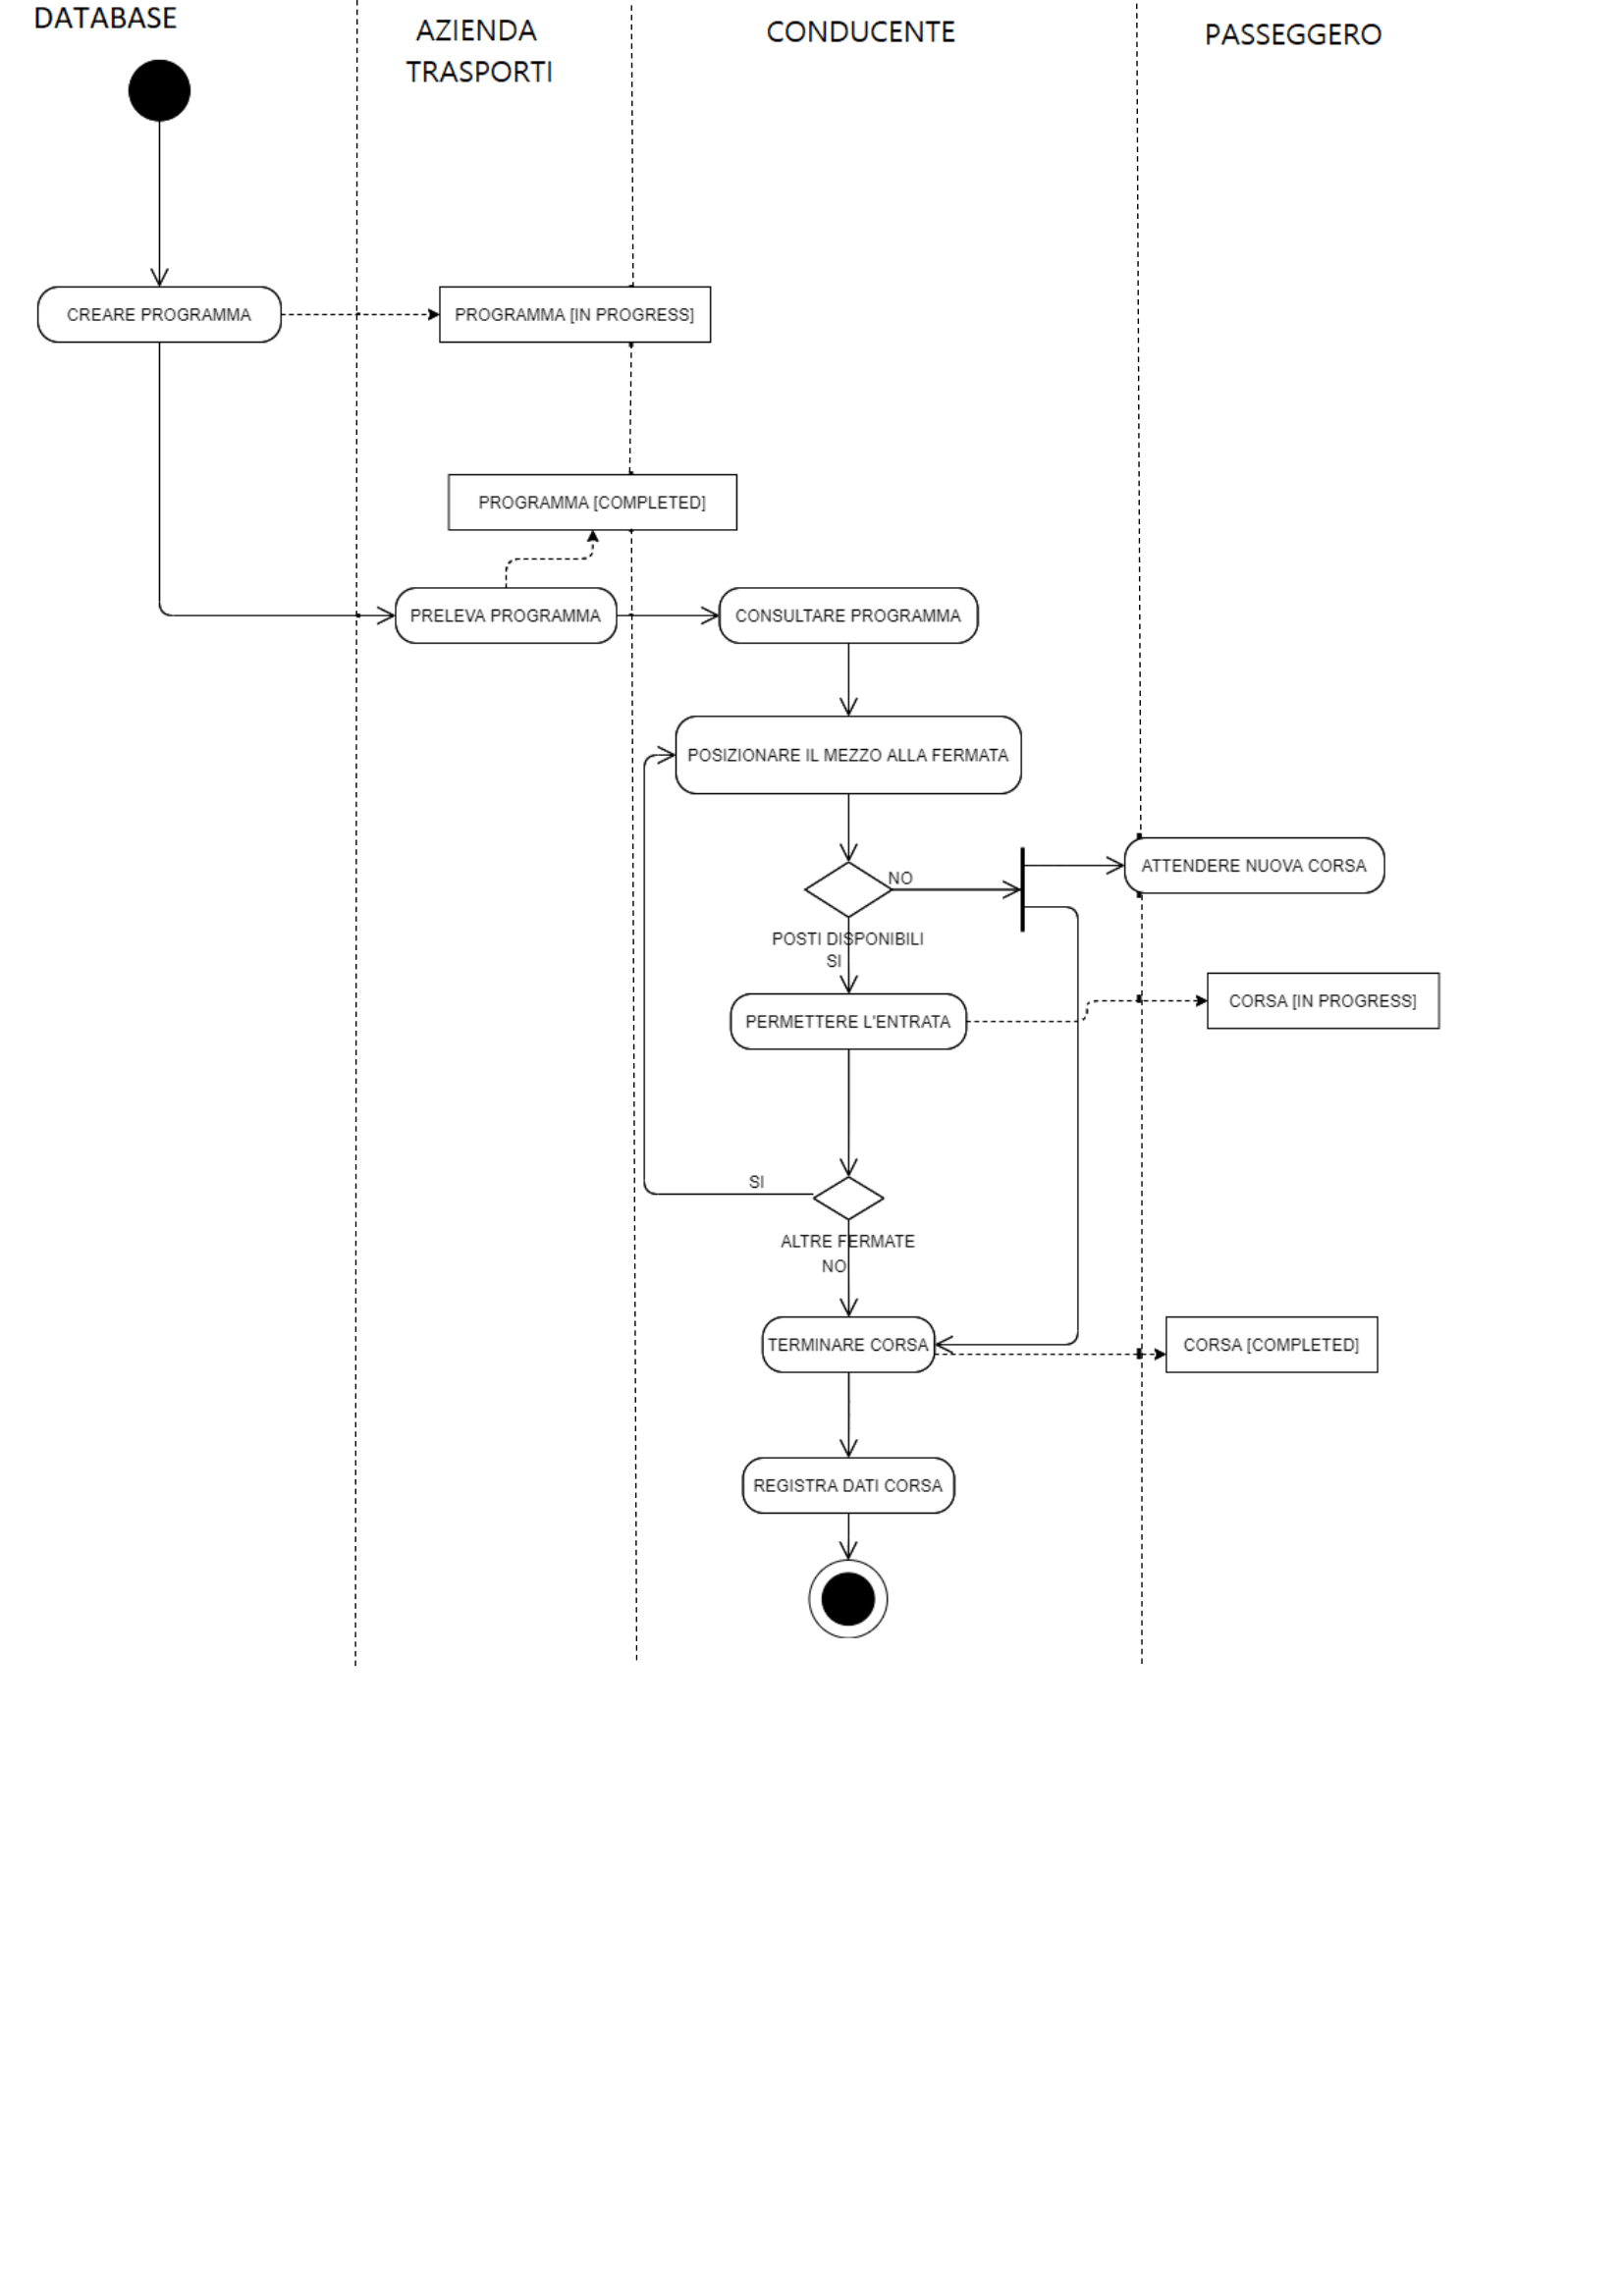 DATABASE
AZIENDA
TRASPORTI
CONDUCENTE
PASSEGGERO
CREARE PROGRAMMA
PROGRAMMA [IN PROGRESS]
PROGRAMMA [COMPLETED]
PRELEVA PROGRAMMA
CONSULTARE PROGRAMMA
POSIZIONARE IL MEZZO ALLA FERMATA
NO
ATTENDERE NUOVA CORSA
POSTI DISPONIBILI
SI
PERMETTERE L'ENTRATA
CORSA [IN PROGRESS]
SI
ALTRE FERMATE
NO
TERMINARE CORSA
CORSA [COMPLETED]
REGISTRA DATI CORSA